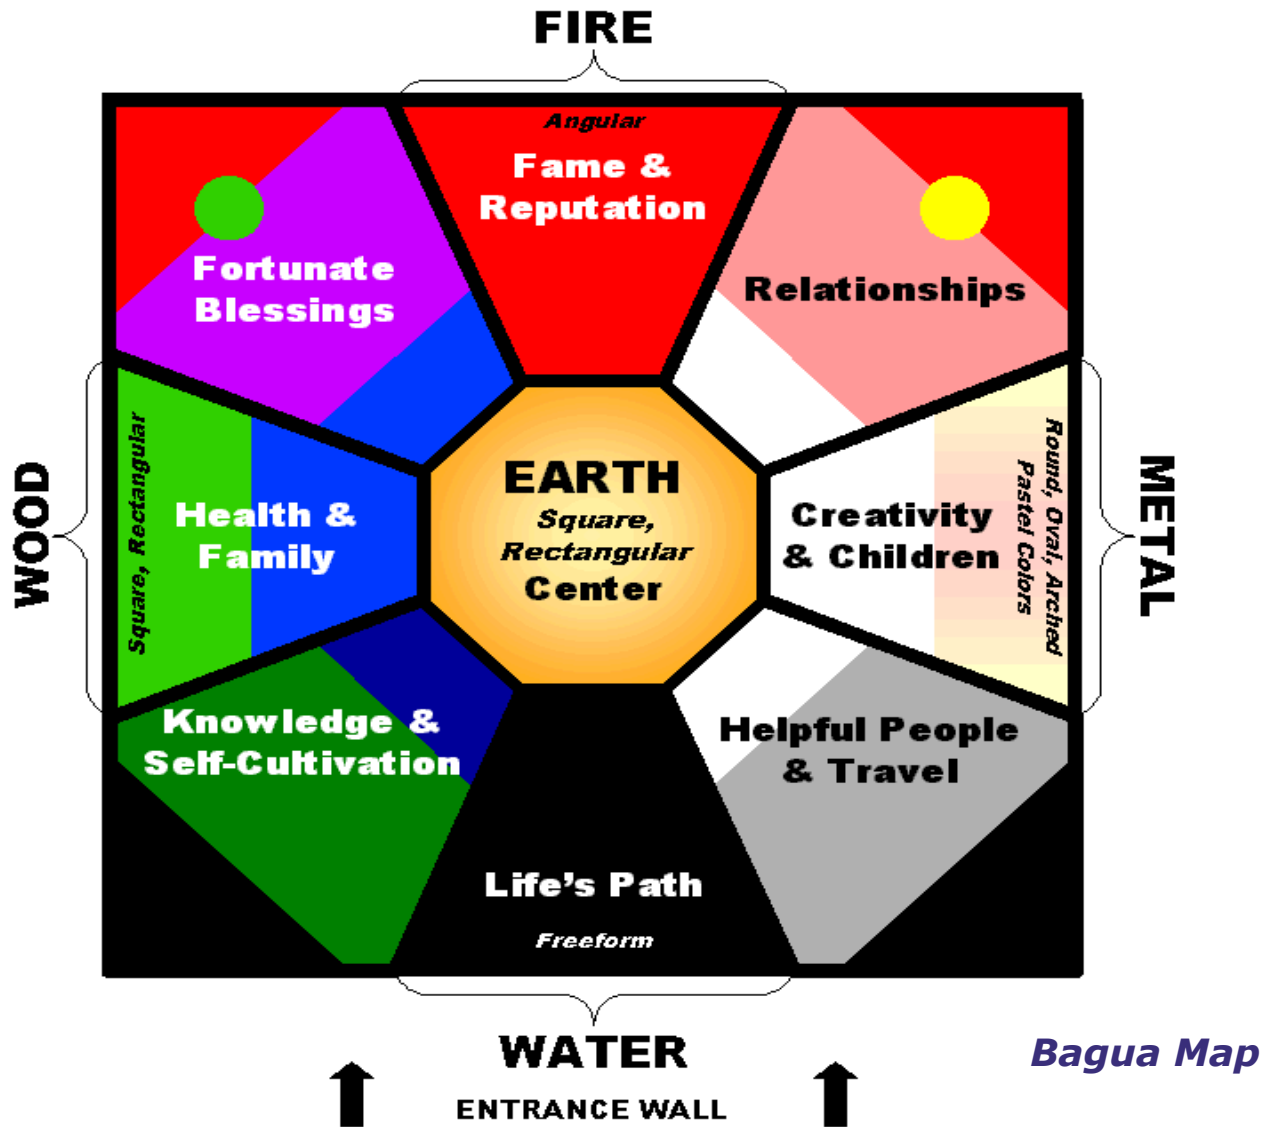 FIRE
Angular
Fame &
Reputation
Fortunate
Blessings
Relationships
WOOD
Square, Rectangular
Health &
Family
EARTH
Square,
Rectangular
Center
Creativity
& Children
Round, Oval, Arched
Pastel Colors
METAL
Knowledge &
Self-Cultivation
Helpful People
& Travel
Life's Path
Freeform
WATER
ENTRANCE WALL
Bagua Map